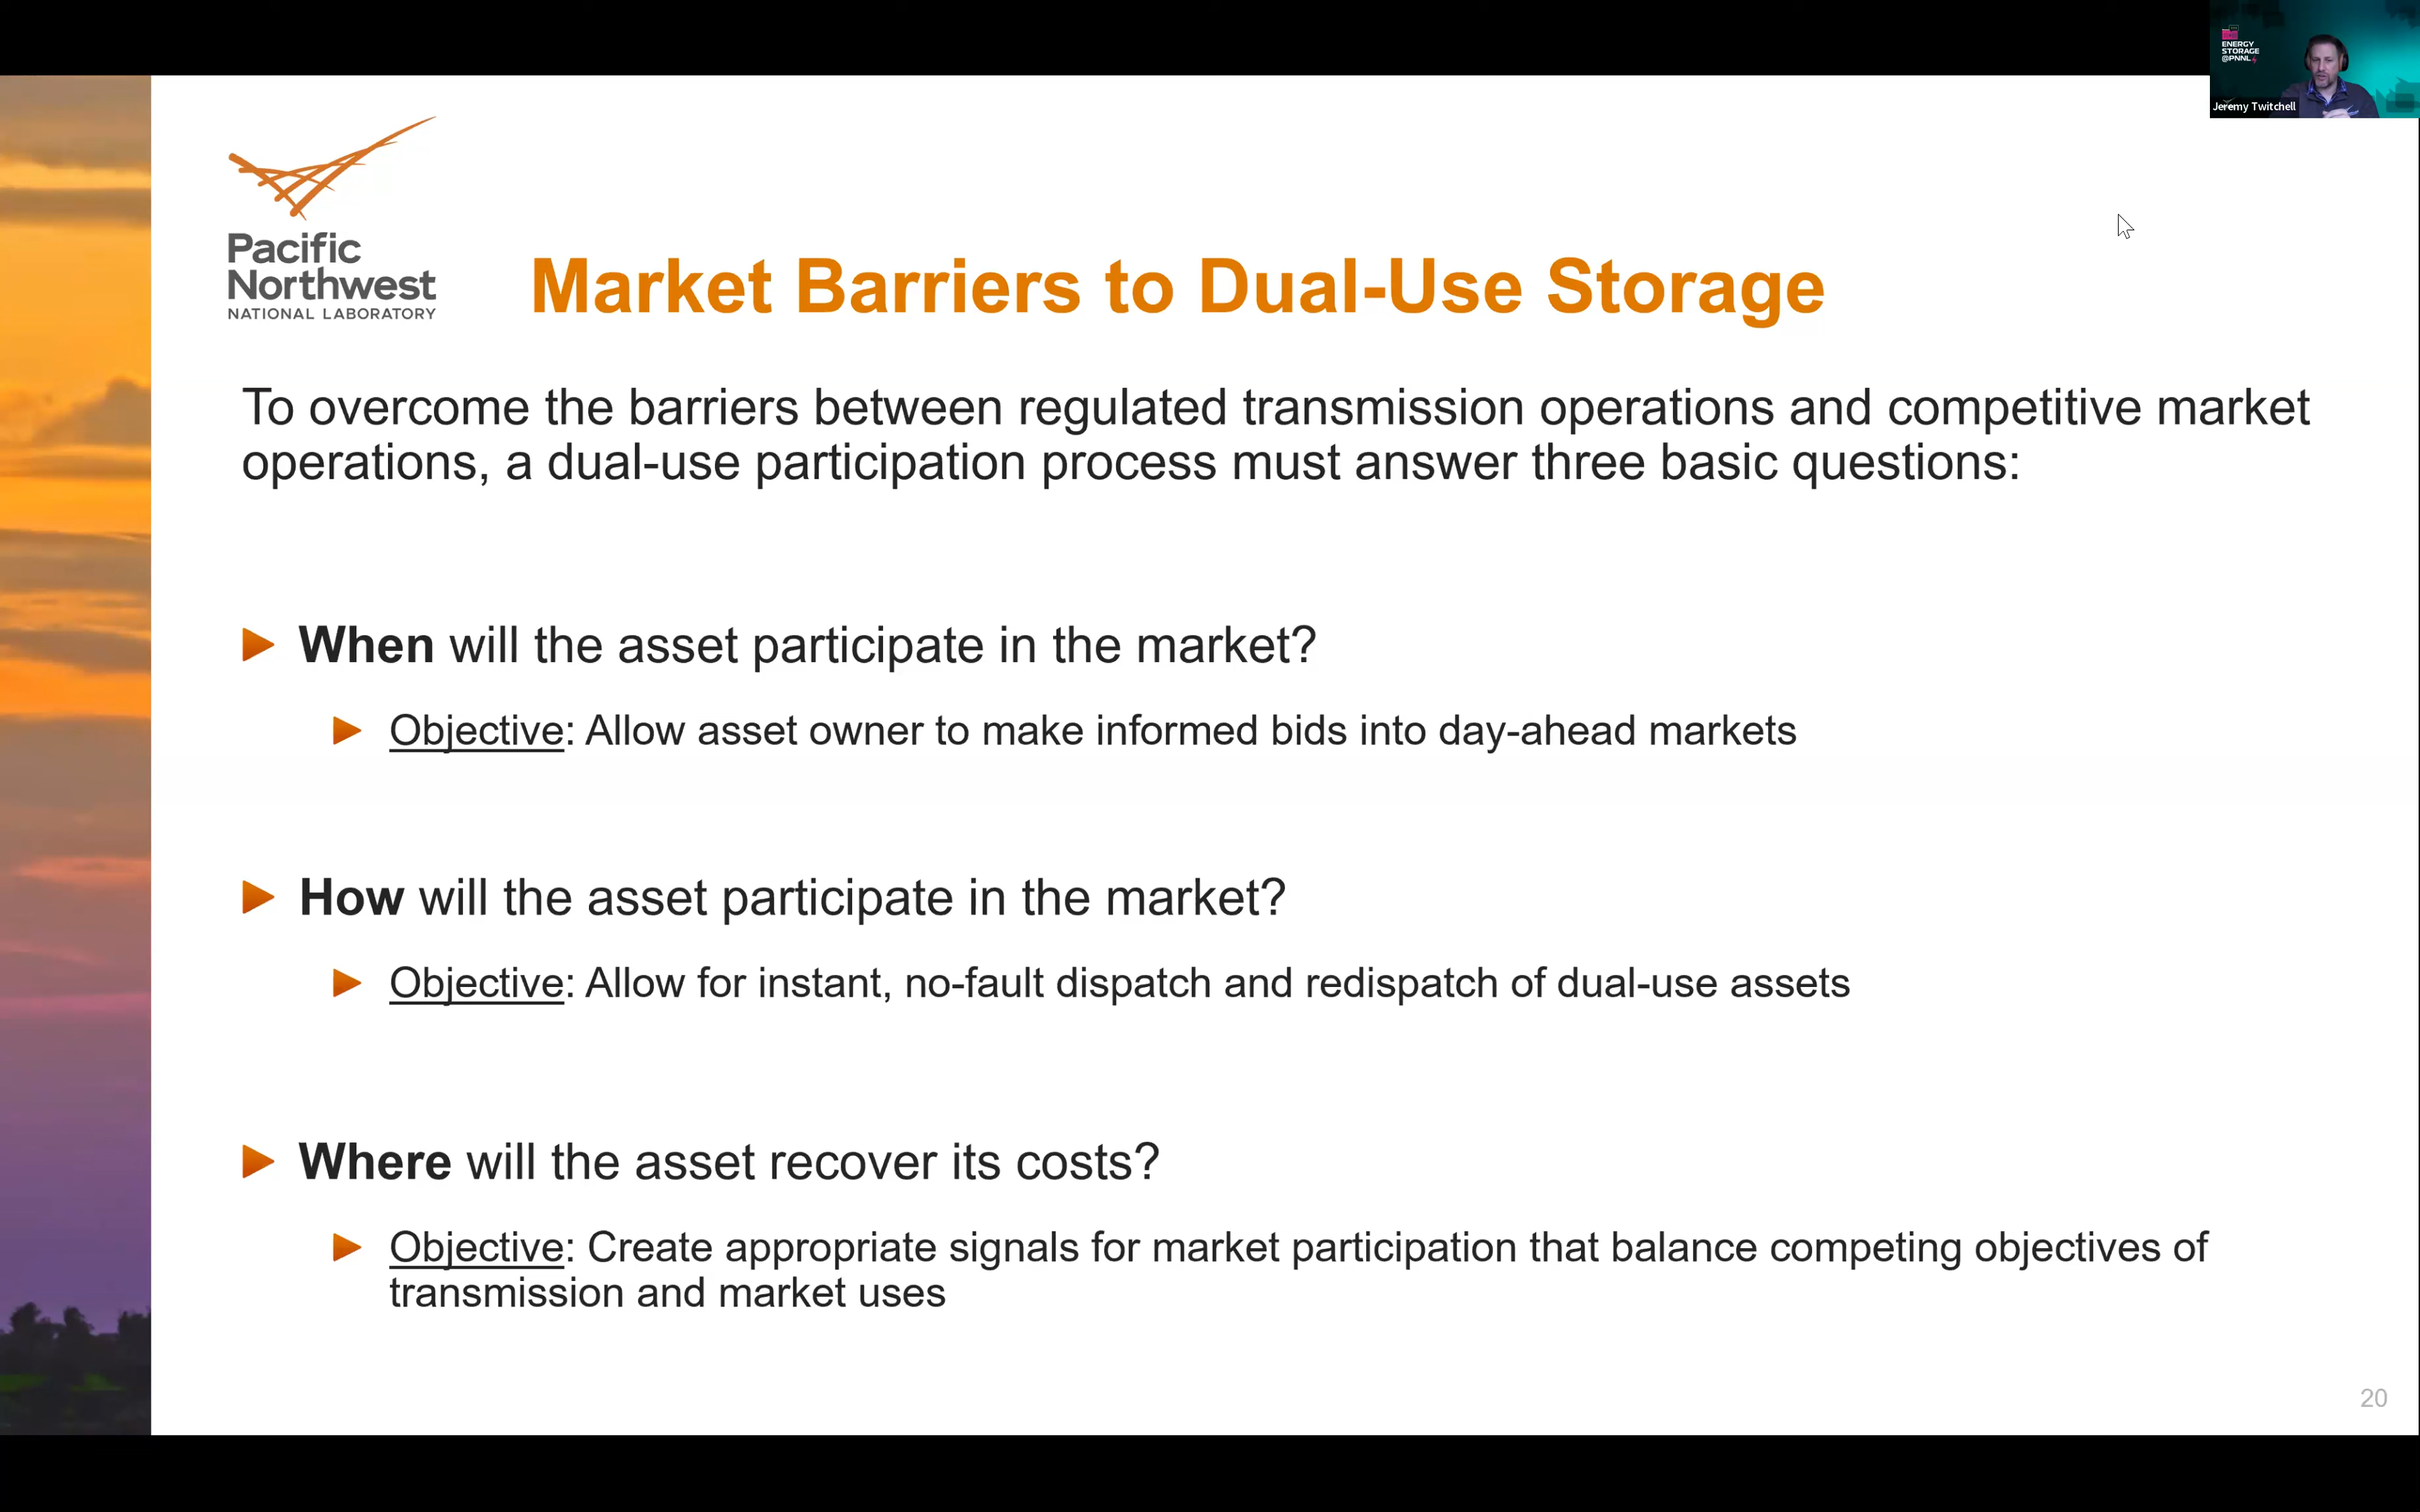 ENERGY
STORAGE
@PNNL
Jeremy Twitchell
Pacific
Northwest
NATIONAL LABORATORY
Market Barriers to Dual-Use Storage
To overcome the barriers between regulated transmission operations and competitive market
operations, a dual-use participation process must answer three basic questions:
When will the asset participate in the market?
Objective: Allow asset owner to make informed bids into day-ahead markets
How will the asset participate in the market?
Objective: Allow for instant, no-fault dispatch and redispatch of dual-use assets
Where will the asset recover its costs?
Objective: Create appropriate signals for market participation that balance competing objectives of
transmission and market uses
20